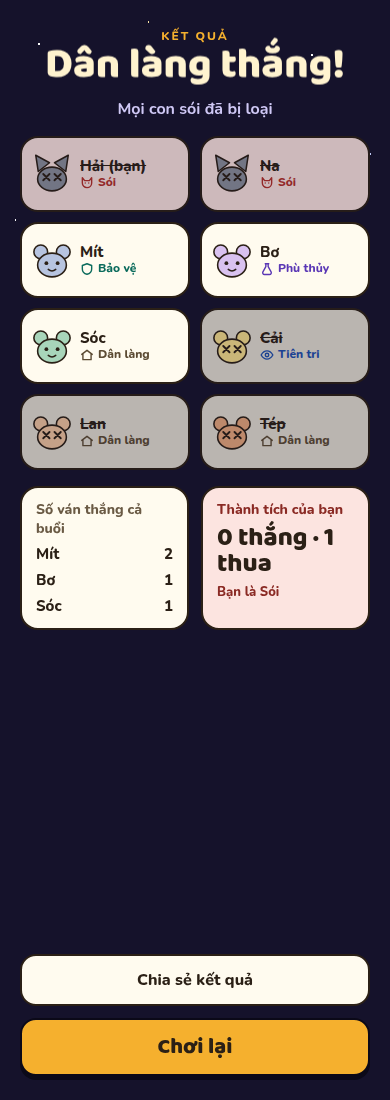 KẾT QUẢ
Dân làng thắng!
Mọi con sói đã bị loại
Hải (bạn)
Sói
Na
Sói
Mít
Bảo vệ
Bơ
Phù thủy
Sóc
Dân làng
Cải
Tiên tri
Lan
Dân làng
Tép
Dân làng
Số ván thắng cả
buổi
Mít 2
Bơ 1
Sóc 1
Thành tích của bạn
0 thắng · 1
thua
Bạn là Sói
Chia sẻ kết quả
Chơi lại